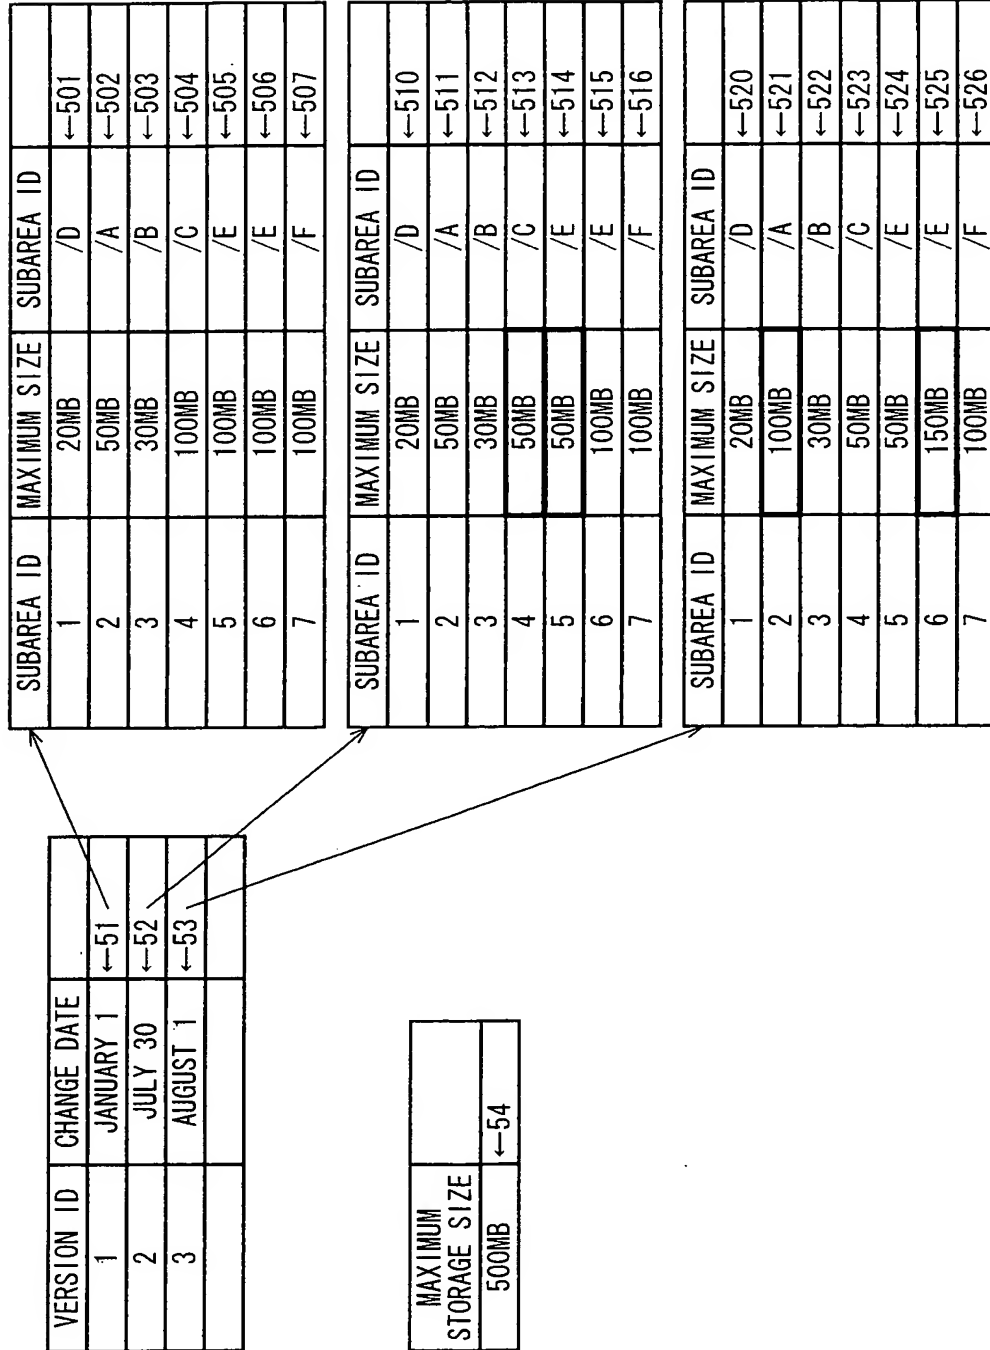 VERSION ID CHANGE DATE
1 JANUARY 1 ←51
2 JULY 30 ←52
3 AUGUST 1 ←53
MAXIMUM
STORAGE SIZE
500MB ←54
SUBAREA ID MAXIMUM SIZE SUBAREA ID
1 20MB /D ←501
2 50MB /A ←502
3 30MB /B ←503
4 100MB /C ←504
5 100MB /E ←505
6 100MB /E ←506
7 100MB /F ←507
SUBAREA ID MAXIMUM SIZE SUBAREA ID
1 20MB /D ←510
2 50MB /A ←511
3 30MB /B ←512
4 50MB /C ←513
5 50MB /E ←514
6 100MB /E ←515
7 100MB /F ←516
SUBAREA ID MAXIMUM SIZE SUBAREA ID
1 20MB /D ←520
2 100MB /A ←521
3 30MB /B ←522
4 50MB /C ←523
5 50MB /E ←524
6 150MB /E ←525
7 100MB /F ←526